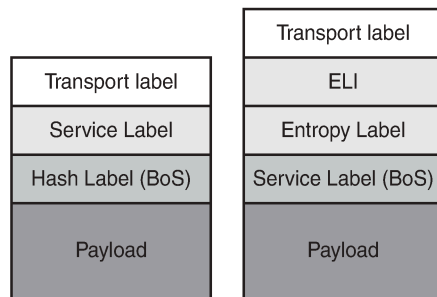 Transport label
Service Label
Hash Label (BoS)
Payload
Transport label
ELI
Entropy Label
Service Label (BoS)
Payload